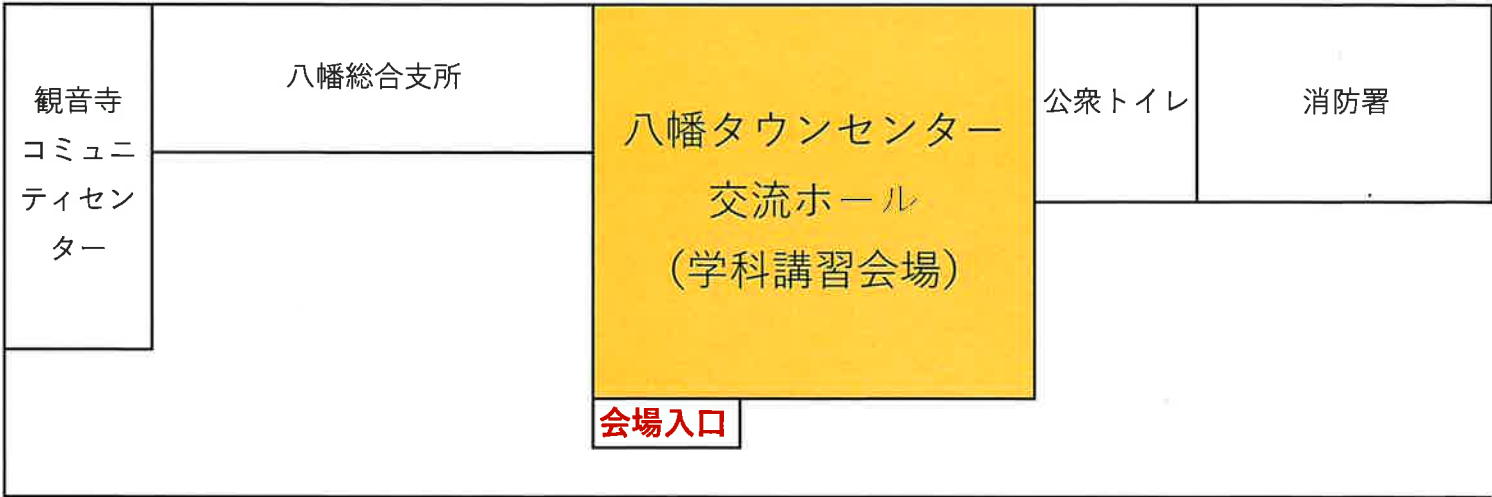 観音寺
コミュニ
ティセン
ター
八幡総合支所
八幡タウンセンター
交流ホール
(学科講習会場)
会場入口
公衆トイレ
消防署